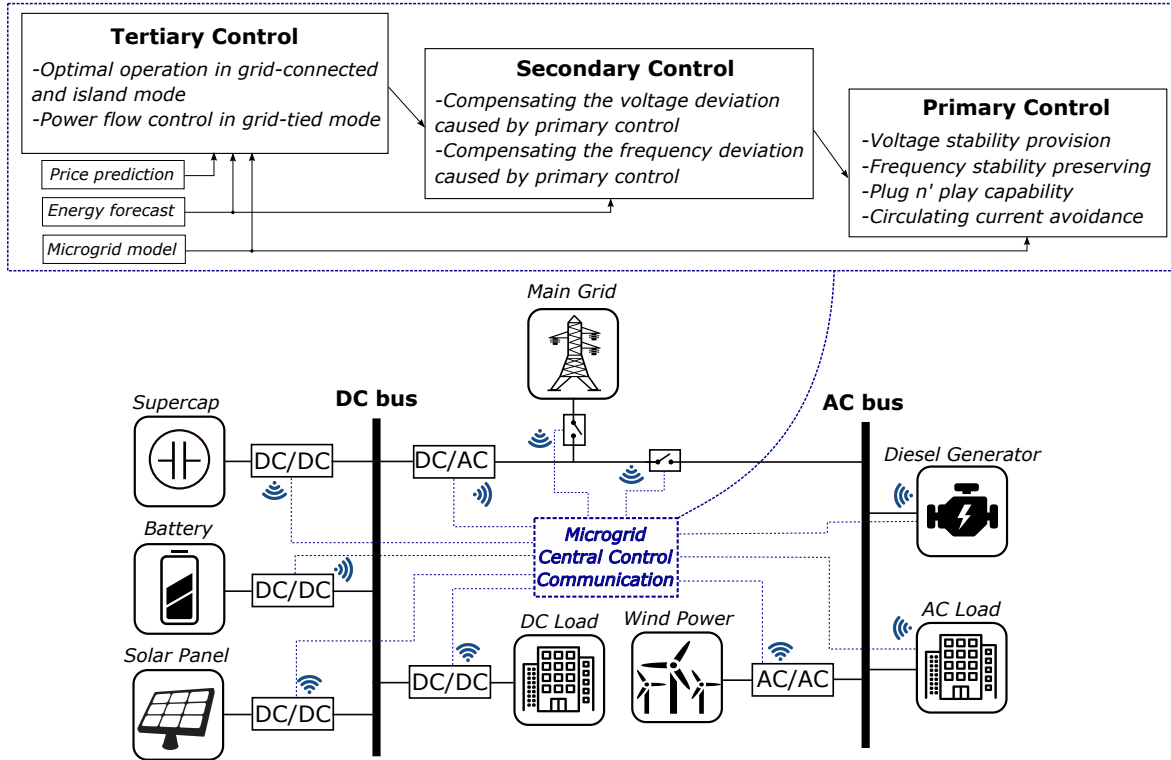 Tertiary Control
-Optimal operation in grid-connected
and island mode
-Power flow control in grid-tied mode
Secondary Control
-Compensating the voltage deviation
caused by primary control
-Compensating the frequency deviation
caused by primary control
Primary Control
-Voltage stability provision
-Frequency stability preserving
-Plug n' play capability
-Circulating current avoidance
Price prediction
Energy forecast
Microgrid model
Main Grid
DC bus
AC bus
Supercap
DC/DC
DC/AC
Diesel Generator
Battery
DC/DC
Microgrid
Central Control
Communication
Solar Panel
DC/DC
DC Load
DC/DC
Wind Power
AC/AC
AC Load